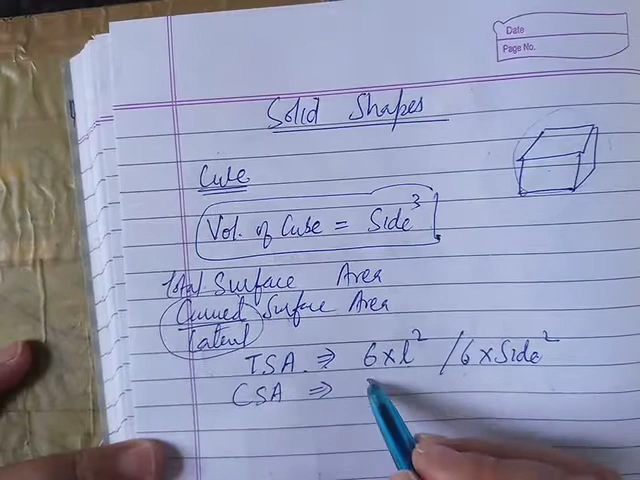 Date
Page No.
Solid Shapes
Cube
Vol. of Cube = Side³
Total Surface Area
Curved Surface Area
Lateral
TSA ⇒ 6×l² / 6×Side²
CSA ⇒